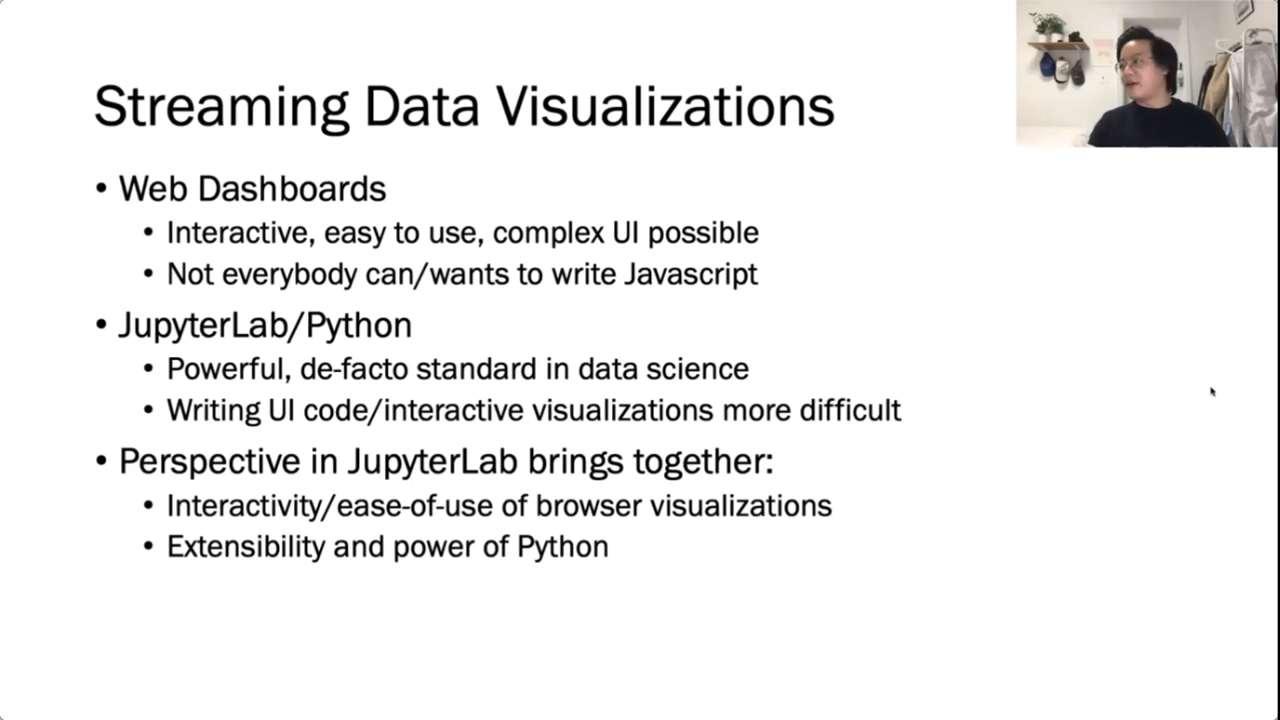 Streaming Data Visualizations
• Web Dashboards
• Interactive, easy to use, complex UI possible
• Not everybody can/wants to write Javascript
• JupyterLab/Python
• Powerful, de-facto standard in data science
• Writing UI code/interactive visualizations more difficult
• Perspective in JupyterLab brings together:
• Interactivity/ease-of-use of browser visualizations
• Extensibility and power of Python